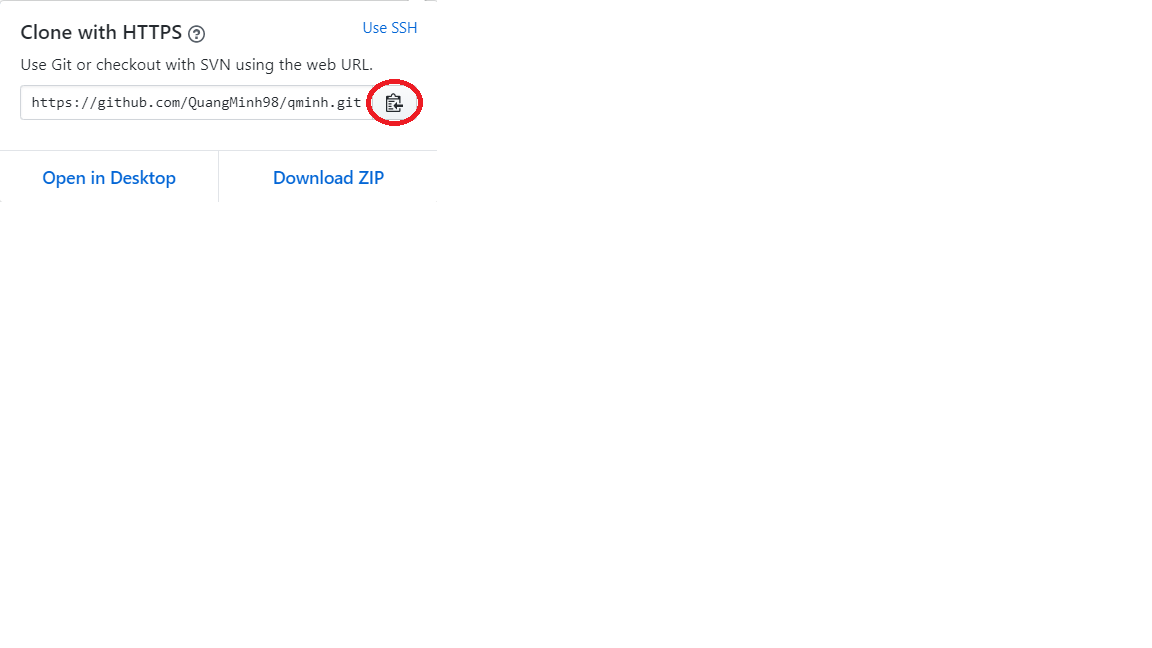 Clone with HTTPS
Use SSH
Use Git or checkout with SVN using the web URL.
https://github.com/QuangMinh98/qminh.git
Open in Desktop
Download ZIP